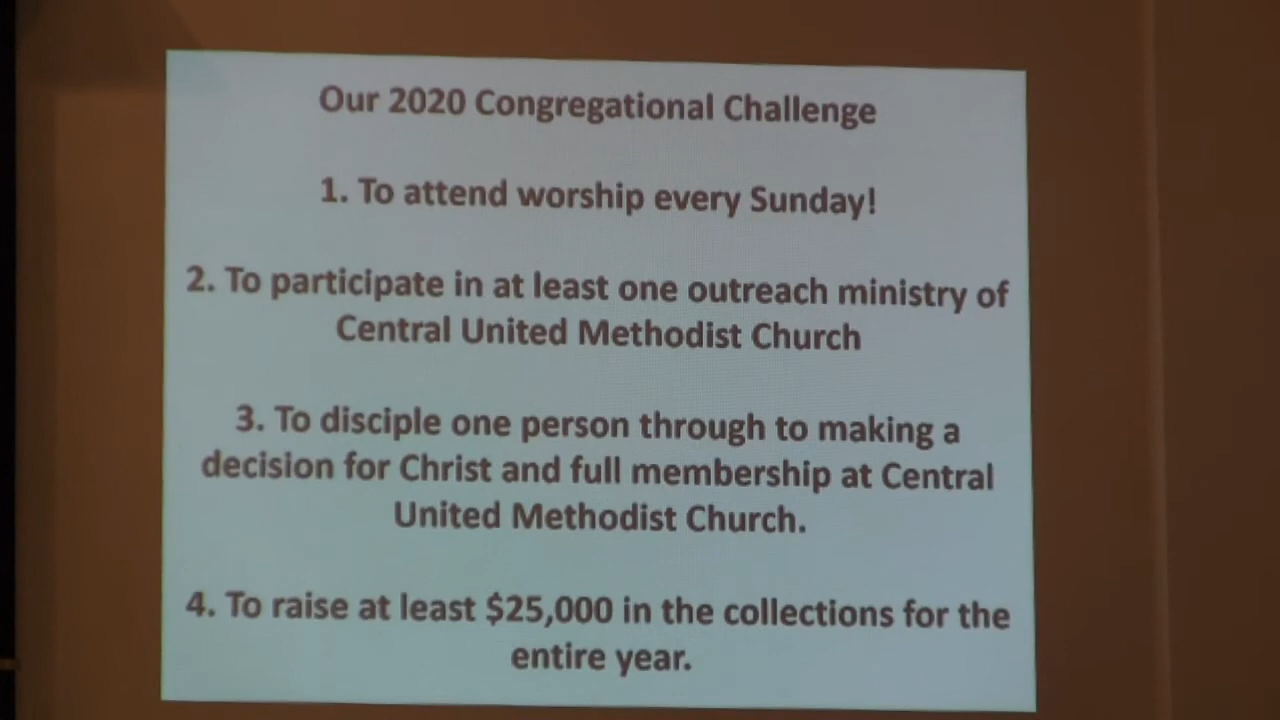 Our 2020 Congregational Challenge
1. To attend worship every Sunday!
2. To participate in at least one outreach ministry of
Central United Methodist Church
3. To disciple one person through to making a
decision for Christ and full membership at Central
United Methodist Church.
4. To raise at least $25,000 in the collections for the
entire year.